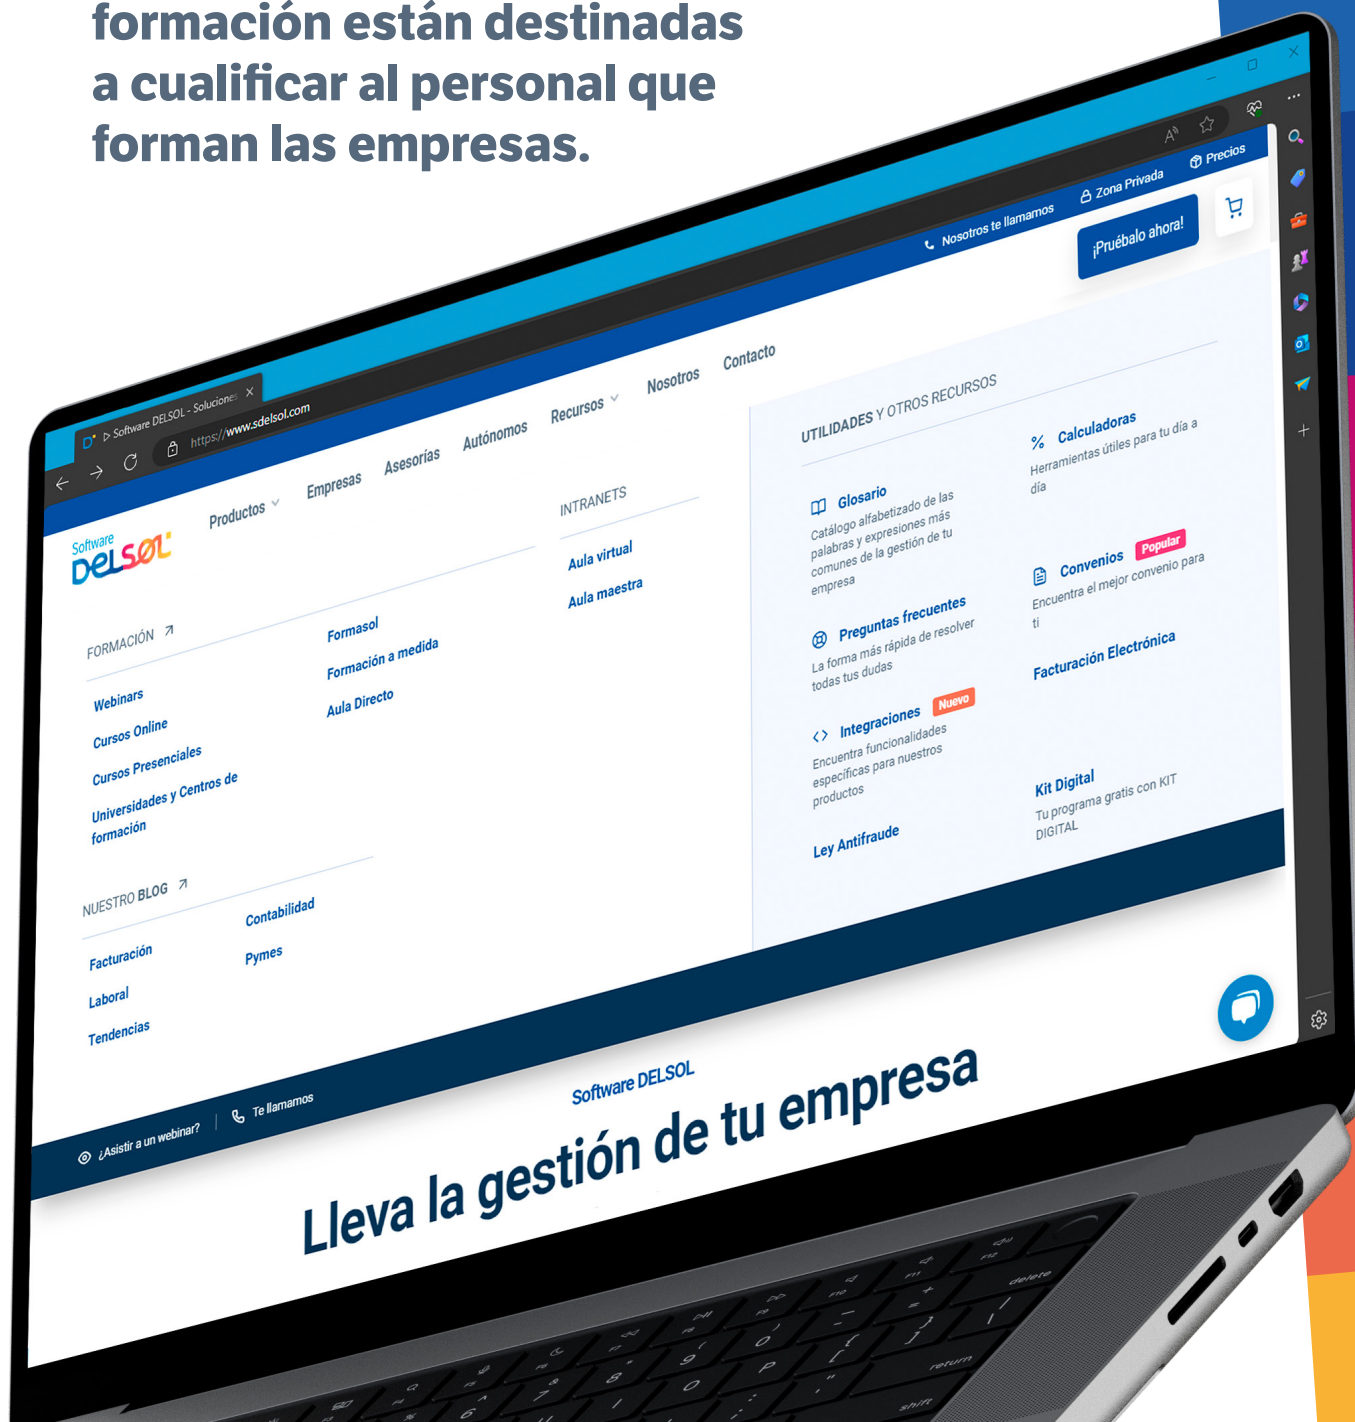 formación están destinadas
a cualificar al personal que
forman las empresas.
Software DELSOL - Soluciones
https://www.sdelsol.com
Nosotros te llamamos
Zona Privada
Precios
Software
DELSOL
Productos
Empresas
Asesorías
Autónomos
Recursos
Nosotros
Contacto
¡Pruébalo ahora!
FORMACIÓN
Webinars
Cursos Online
Cursos Presenciales
Universidades y Centros de
formación
Formasol
Formación a medida
Aula Directo
INTRANETS
Aula virtual
Aula maestra
NUESTRO BLOG
Facturación
Laboral
Tendencias
Contabilidad
Pymes
UTILIDADES Y OTROS RECURSOS
Glosario
Catálogo alfabetizado de las
palabras y expresiones más
comunes de la gestión de tu
empresa
Preguntas frecuentes
La forma más rápida de resolver
todas tus dudas
Integraciones Nuevo
Encuentra funcionalidades
específicas para nuestros
productos
Ley Antifraude
% Calculadoras
Herramientas útiles para tu día a
día
Convenios Popular
Encuentra el mejor convenio para
ti
Facturación Electrónica
Kit Digital
Tu programa gratis con KIT
DIGITAL
¿Asistir a un webinar?
Te llamamos
Software DELSOL
Lleva la gestión de tu empresa
delete
return
shift